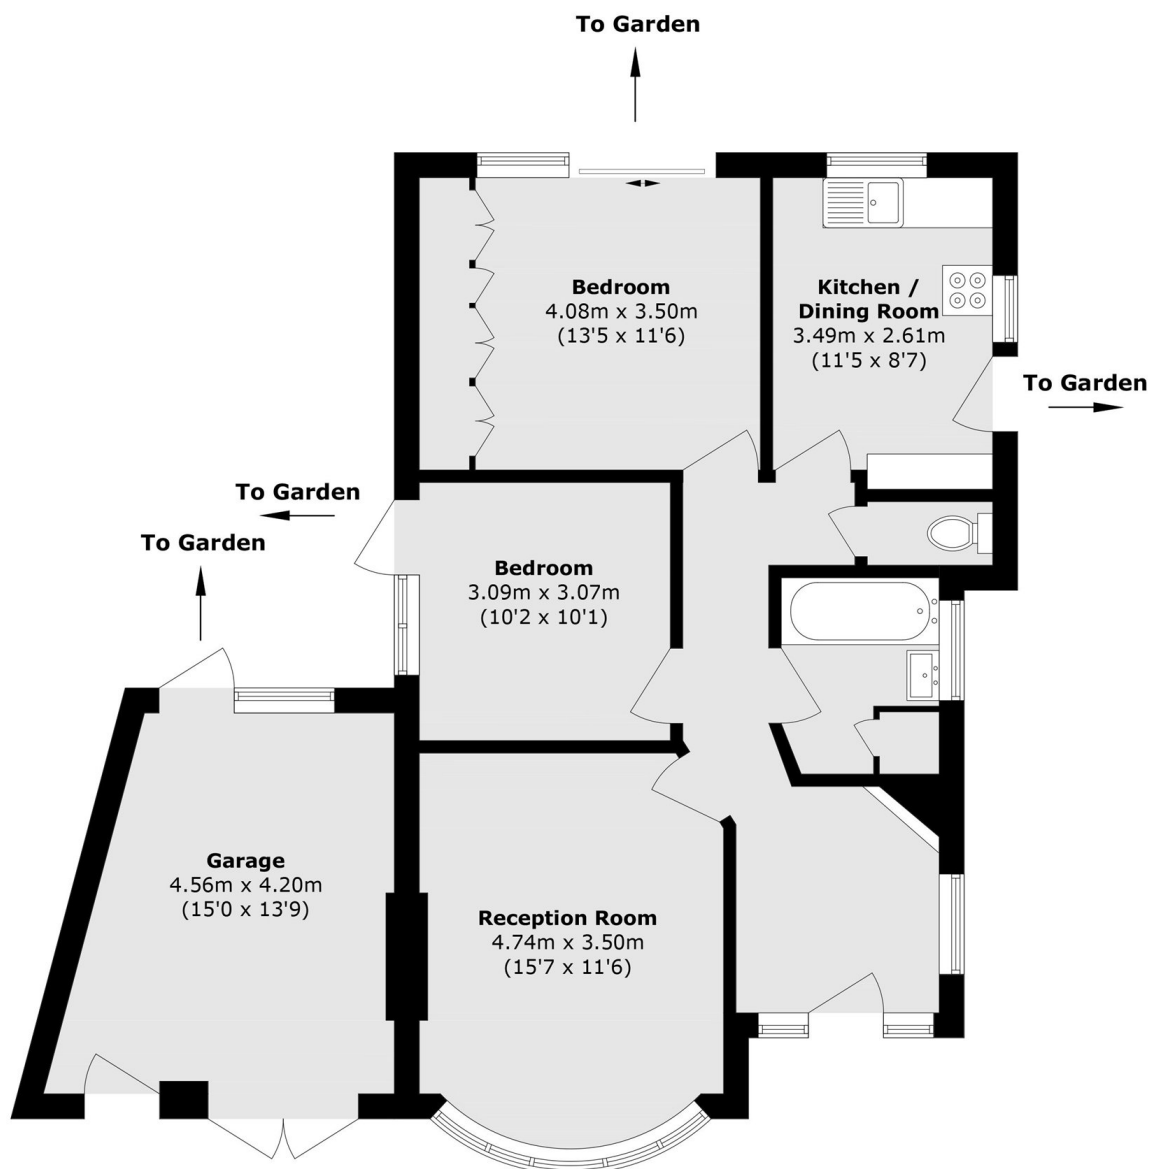 To Garden
Bedroom
4.08m x 3.50m
(13'5 x 11'6)
Kitchen /
Dining Room
3.49m x 2.61m
(11'5 x 8'7)
To Garden
To Garden
To Garden
Bedroom
3.09m x 3.07m
(10'2 x 10'1)
Garage
4.56m x 4.20m
(15'0 x 13'9)
Reception Room
4.74m x 3.50m
(15'7 x 11'6)